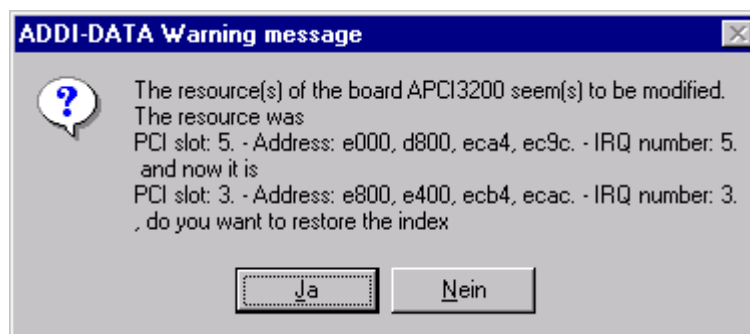 ADDI-DATA Warning message
The resource(s) of the board APCI3200 seem(s) to be modified.
The resource was
PCI slot: 5. - Address: e000, d800, eca4, ec9c. - IRQ number: 5.
and now it is
PCI slot: 3. - Address: e800, e400, ecb4, ecac. - IRQ number: 3.
, do you want to restore the index
Ja
Nein